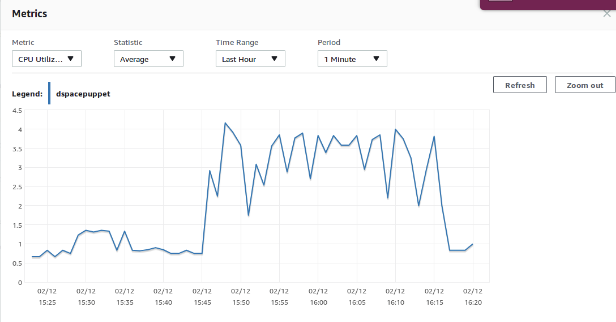 Metrics
Metric Statistic Time Range Period
CPU Utiliz... Average Last Hour 1 Minute
Refresh Zoom out
Legend: dspacepuppet
4.5
4
3.5
3
2.5
2
1.5
1
0.5
0
02/12 02/12 02/12 02/12 02/12 02/12 02/12 02/12 02/12 02/12 02/12 02/12
15:25 15:30 15:35 15:40 15:45 15:50 15:55 16:00 16:05 16:10 16:15 16:20